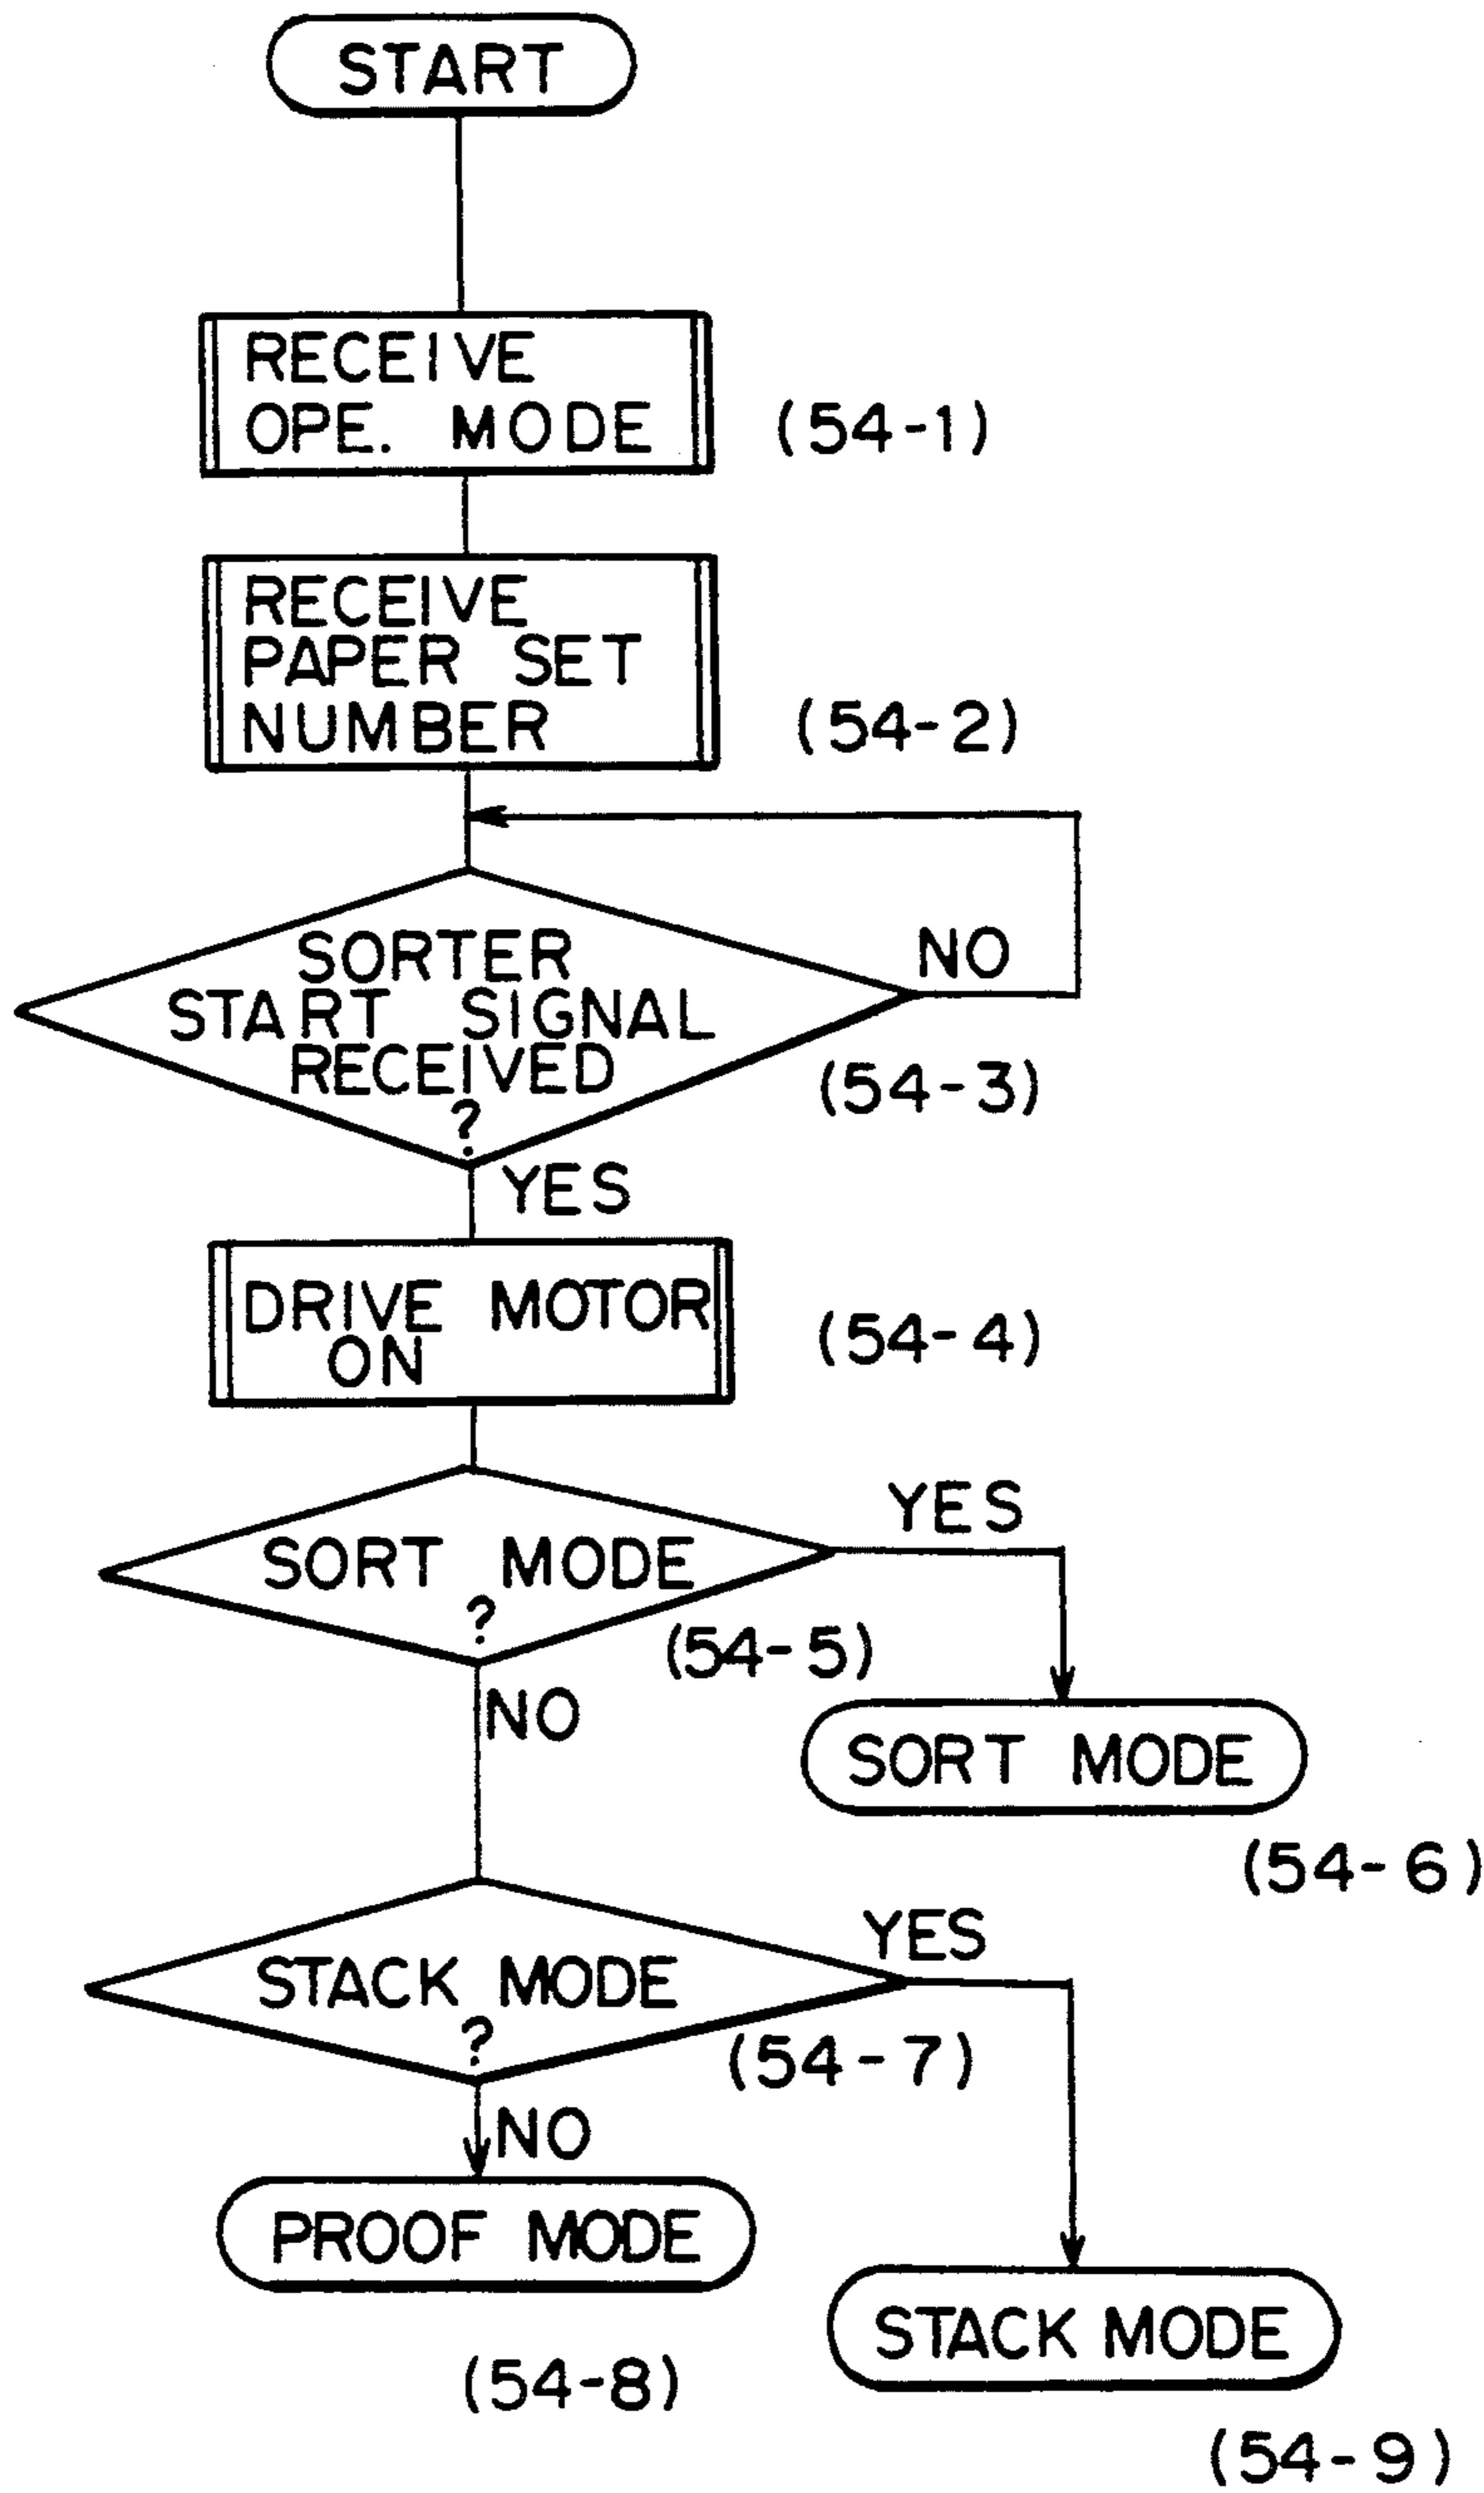 START
RECEIVE
OPE. MODE
(54-1)
RECEIVE
PAPER SET
NUMBER
(54-2)
SORTER
START SIGNAL
RECEIVED
?
NO
(54-3)
YES
DRIVE MOTOR
ON
(54-4)
SORT MODE
?
YES
(54-5)
NO
SORT MODE
(54-6)
STACK MODE
?
YES
(54-7)
NO
PROOF MODE
(54-8)
STACK MODE
(54-9)